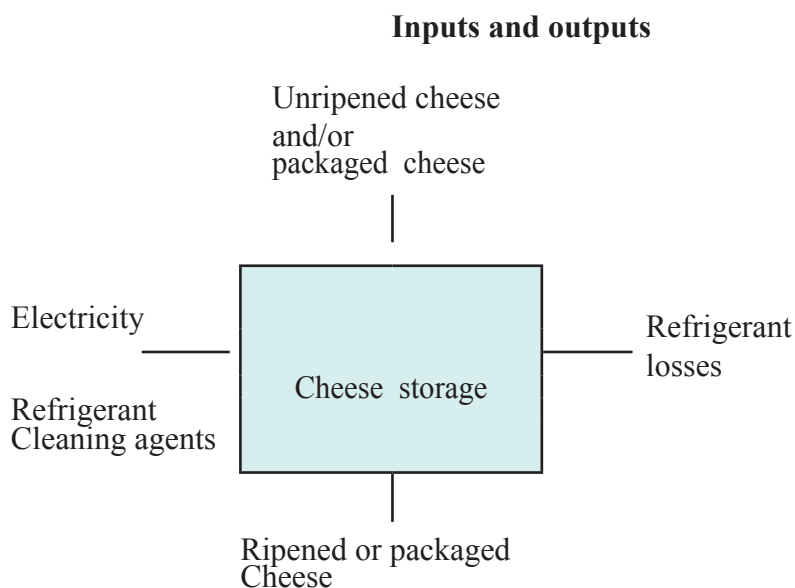 Inputs and outputs
Unripened cheese
and/or
packaged cheese
Electricity
Refrigerant
Cleaning agents
Cheese storage
Refrigerant
losses
Ripened or packaged
Cheese